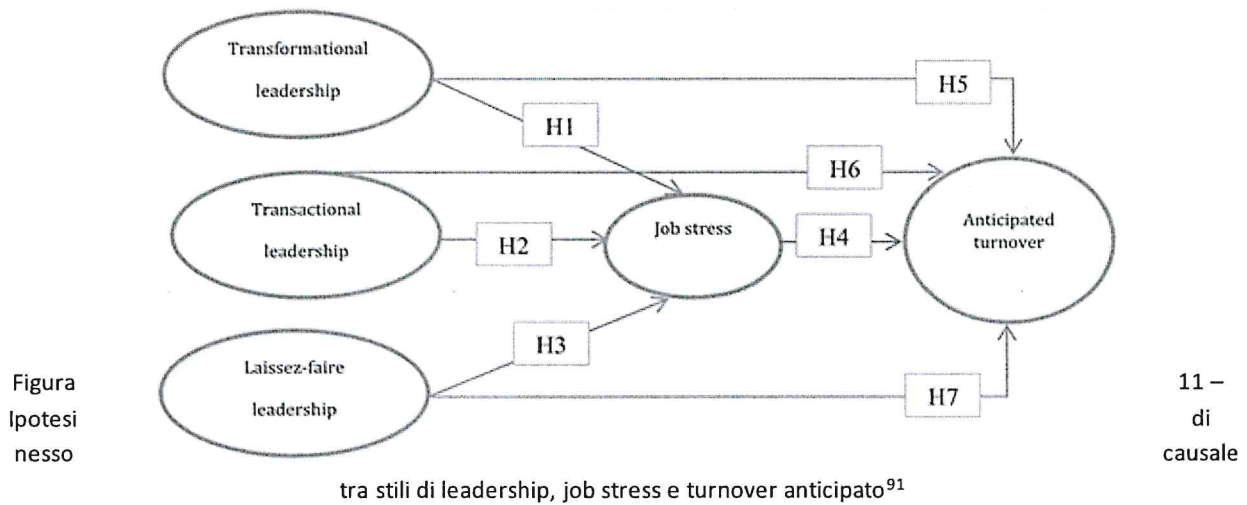 Transformational
leadership
H5
H1
H6
Transactional
leadership
Job stress
Anticipated
turnover
H2
H4
H3
Laissez-faire
leadership
H7
Figura 11 –
Ipotesi di
nesso causale
tra stili di leadership, job stress e turnover anticipato⁹¹